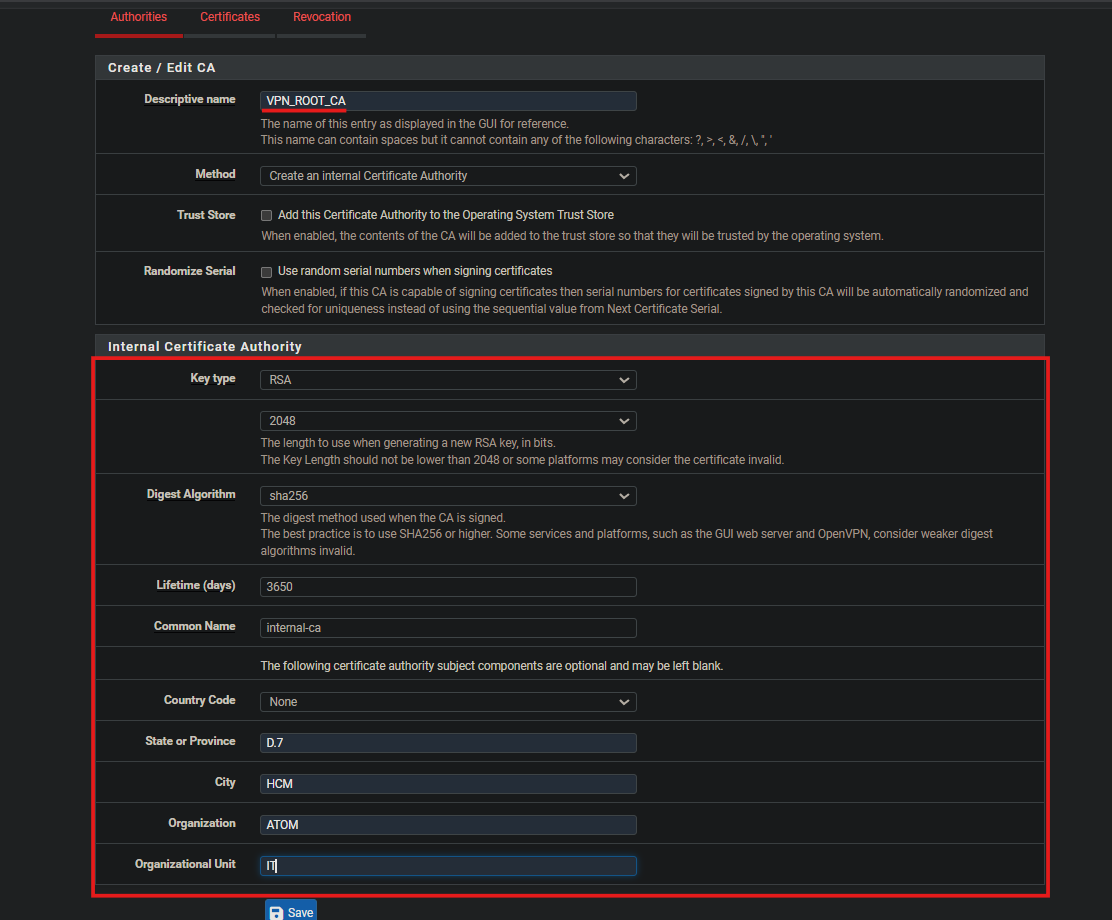 Authorities Certificates Revocation
Create / Edit CA
Descriptive name VPN_ROOT_CA
The name of this entry as displayed in the GUI for reference.
This name can contain spaces but it cannot contain any of the following characters: ?, >, <, &, /, \, ", '
Method Create an internal Certificate Authority
Trust Store Add this Certificate Authority to the Operating System Trust Store
When enabled, the contents of the CA will be added to the trust store so that they will be trusted by the operating system.
Randomize Serial Use random serial numbers when signing certificates
When enabled, if this CA is capable of signing certificates then serial numbers for certificates signed by this CA will be automatically randomized and
checked for uniqueness instead of using the sequential value from Next Certificate Serial.
Internal Certificate Authority
Key type RSA
2048
The length to use when generating a new RSA key, in bits.
The Key Length should not be lower than 2048 or some platforms may consider the certificate invalid.
Digest Algorithm sha256
The digest method used when the CA is signed.
The best practice is to use SHA256 or higher. Some services and platforms, such as the GUI web server and OpenVPN, consider weaker digest
algorithms invalid.
Lifetime (days) 3650
Common Name internal-ca
The following certificate authority subject components are optional and may be left blank.
Country Code None
State or Province D.7
City HCM
Organization ATOM
Organizational Unit IT
Save